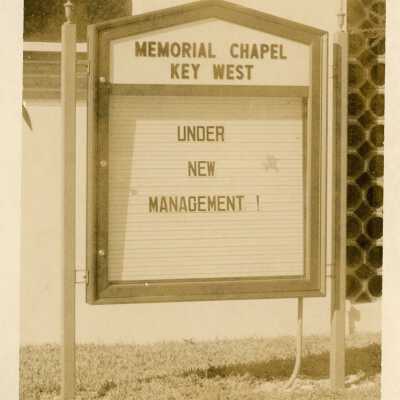 MEMORIAL CHAPEL
KEY WEST
UNDER
NEW
MANAGEMENT !